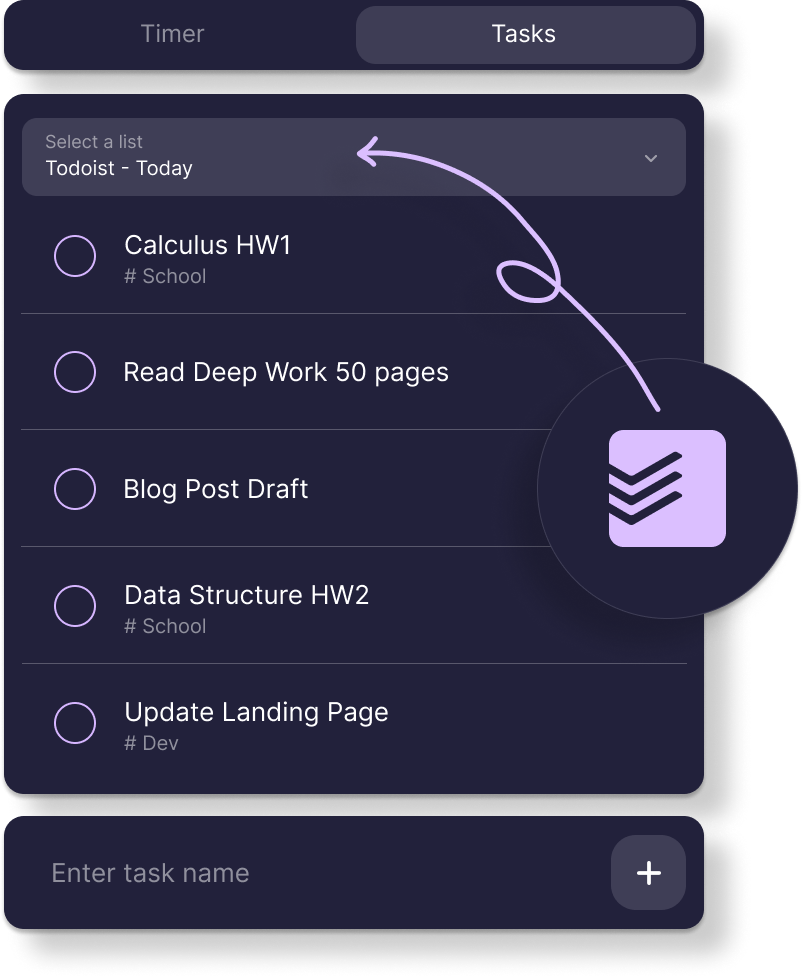 Timer
Tasks
Select a list
Todoist - Today
Calculus HW1
# School
Read Deep Work 50 pages
Blog Post Draft
Data Structure HW2
# School
Update Landing Page
# Dev
Enter task name
+